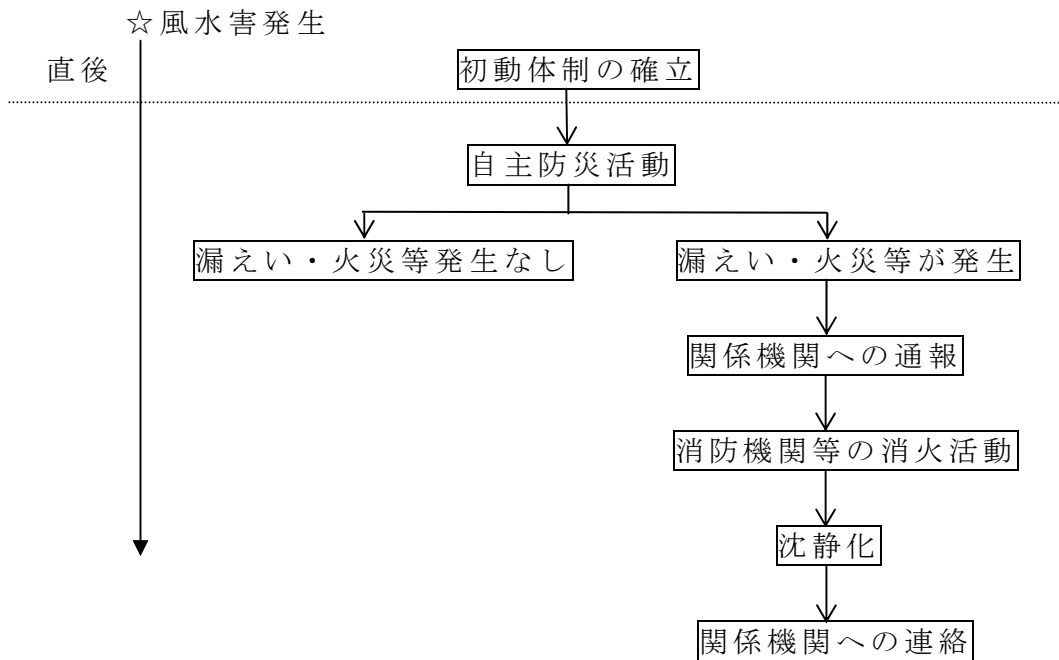 ☆風水害発生
直後
初動体制の確立
自主防災活動
漏えい・火災等発生なし
漏えい・火災等が発生
関係機関への通報
消防機関等の消火活動
沈静化
関係機関への連絡